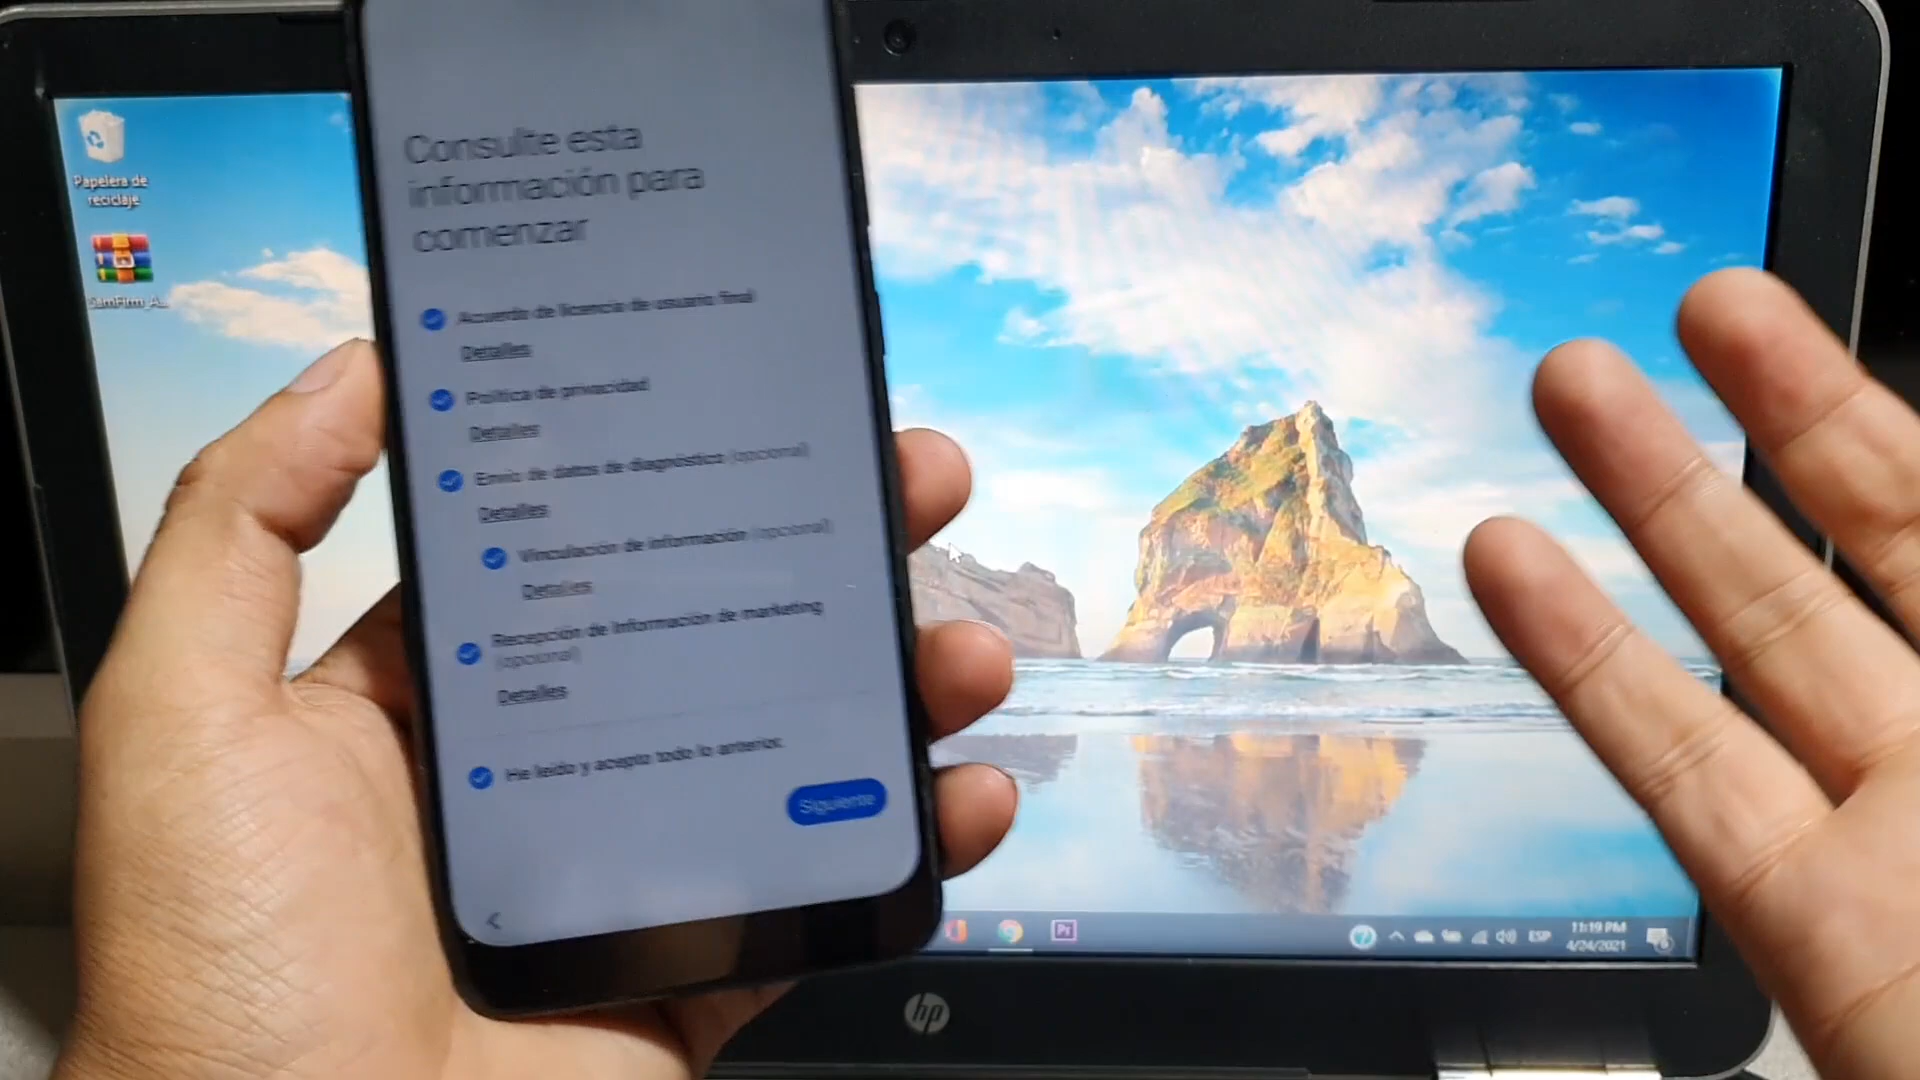 Papelera de
reciclaje
SamFirm_A...
Consulte esta
información para
comenzar
Acuerdo de licencia de usuario final
Detalles
Política de privacidad
Detalles
Envío de datos de diagnóstico (opcional)
Detalles
Vinculación de información (opcional)
Detalles
Recepción de información de marketing
(opcional)
Detalles
He leído y acepto todo lo anterior.
Siguiente
Pr
?
ESP
11:19 PM
4/24/2021
hp